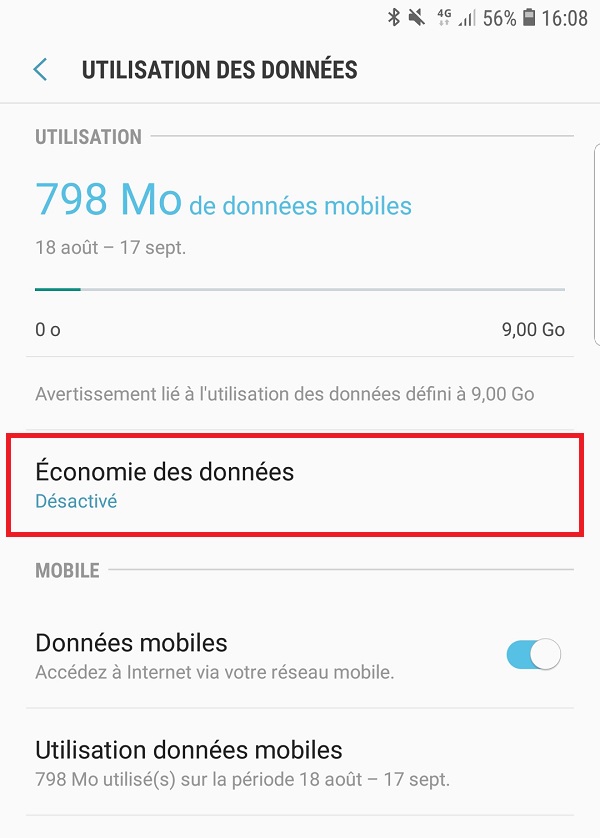 4G 56% 16:08
UTILISATION DES DONNÉES
UTILISATION
798 Mo de données mobiles
18 août – 17 sept.
0 o 9,00 Go
Avertissement lié à l'utilisation des données défini à 9,00 Go
Économie des données
Désactivé
MOBILE
Données mobiles
Accédez à Internet via votre réseau mobile.
Utilisation données mobiles
798 Mo utilisé(s) sur la période 18 août – 17 sept.